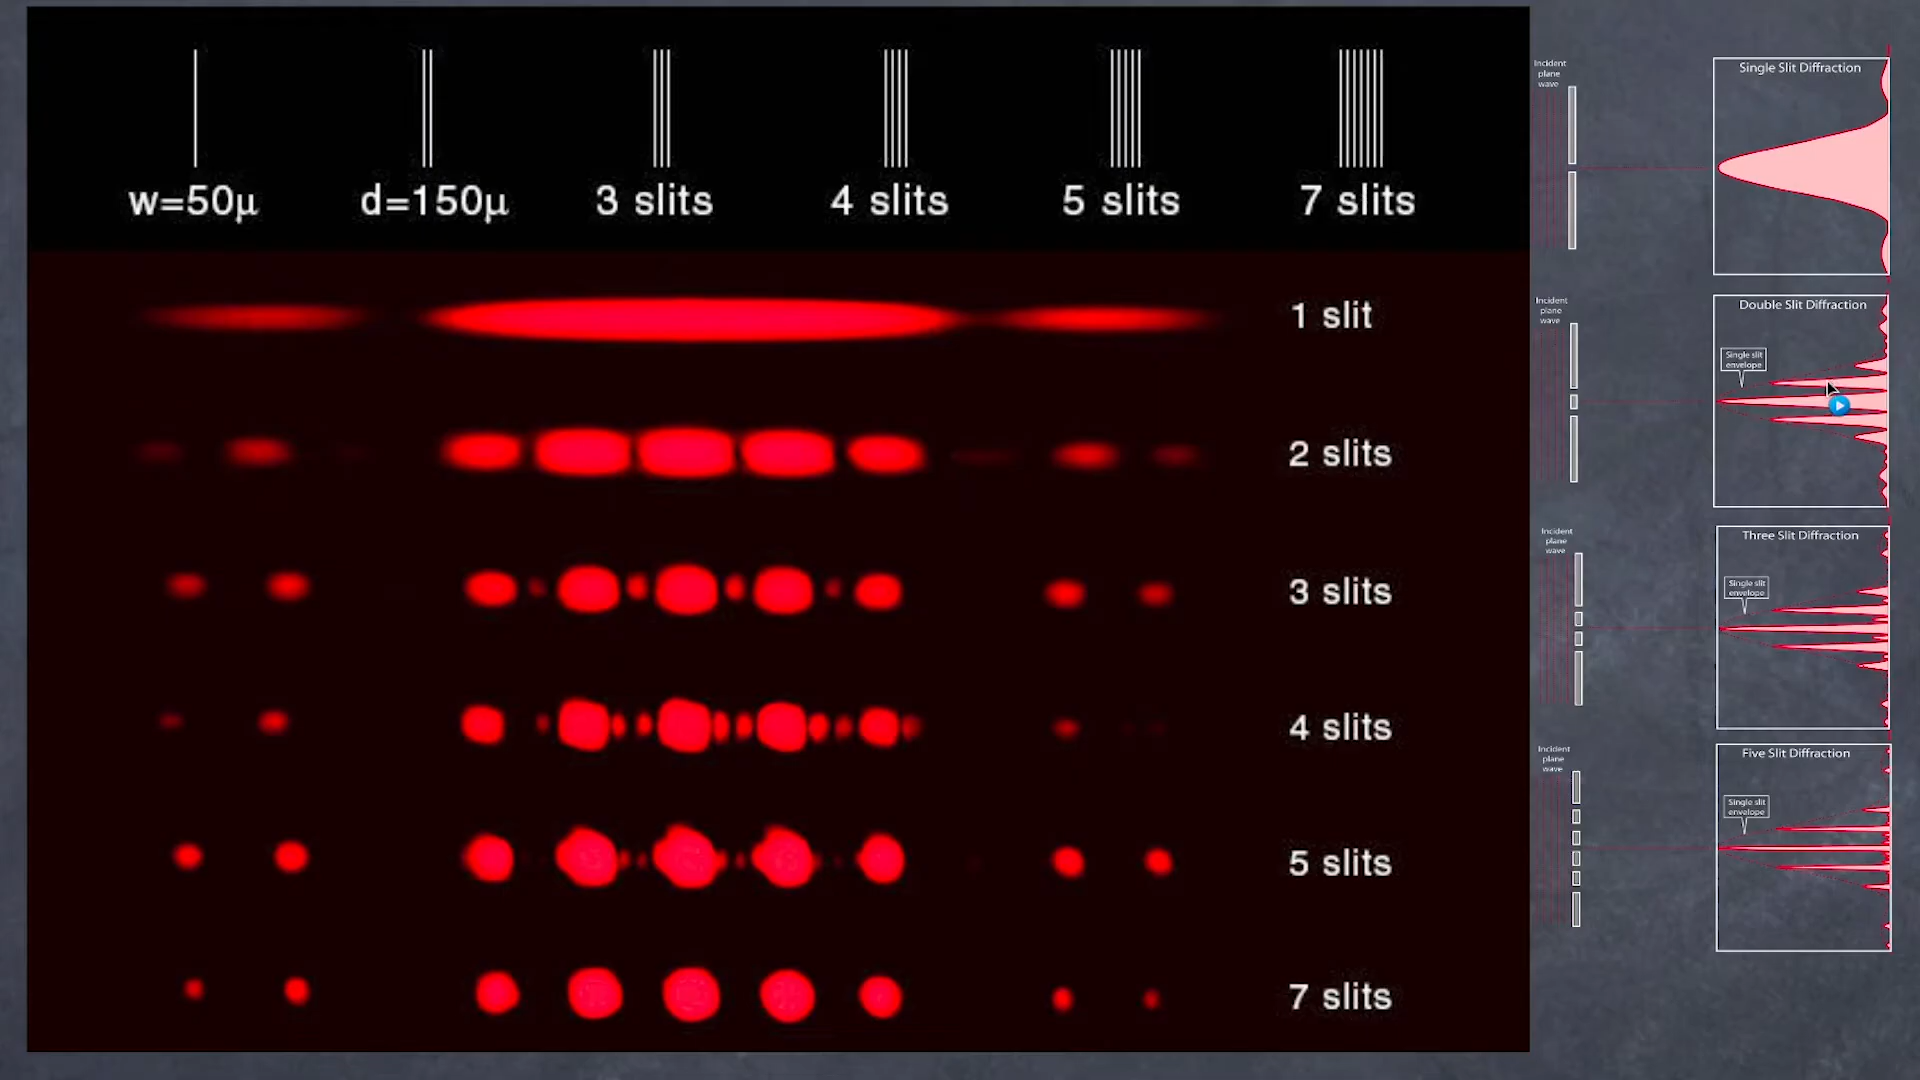 w=50μ
d=150μ
3 slits
4 slits
5 slits
7 slits
1 slit
2 slits
3 slits
4 slits
5 slits
7 slits
Incident
plane
wave
Single Slit Diffraction
Incident
plane
wave
Double Slit Diffraction
Single slit
envelope
Incident
plane
wave
Three Slit Diffraction
Single slit
envelope
Incident
plane
wave
Five Slit Diffraction
Single slit
envelope